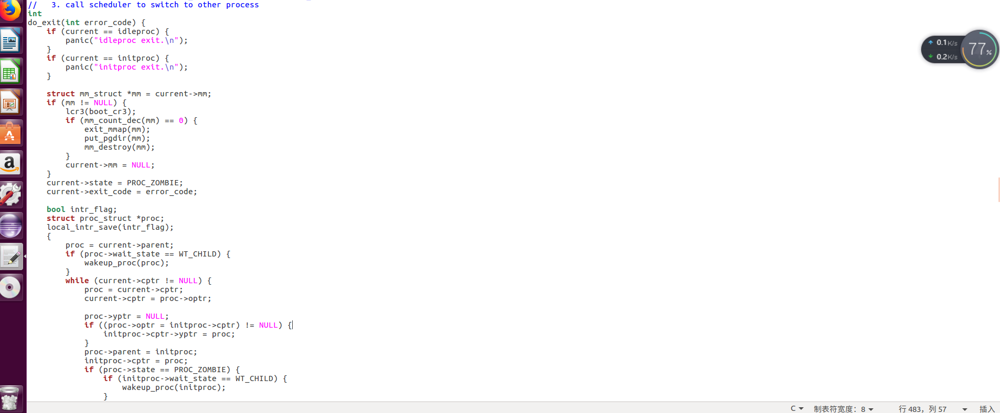 //   3. call scheduler to switch to other process
int
do_exit(int error_code) {
    if (current == idleproc) {
        panic("idleproc exit.\n");
    }
    if (current == initproc) {
        panic("initproc exit.\n");
    }

    struct mm_struct *mm = current->mm;
    if (mm != NULL) {
        lcr3(boot_cr3);
        if (mm_count_dec(mm) == 0) {
            exit_mmap(mm);
            put_pgdir(mm);
            mm_destroy(mm);
        }
        current->mm = NULL;
    }
    current->state = PROC_ZOMBIE;
    current->exit_code = error_code;

    bool intr_flag;
    struct proc_struct *proc;
    local_intr_save(intr_flag);
    {
        proc = current->parent;
        if (proc->wait_state == WT_CHILD) {
            wakeup_proc(proc);
        }
        while (current->cptr != NULL) {
            proc = current->cptr;
            current->cptr = proc->optr;

            proc->yptr = NULL;
            if ((proc->optr = initproc->cptr) != NULL) {
                initproc->cptr->yptr = proc;
            }
            proc->parent = initproc;
            initproc->cptr = proc;
            if (proc->state == PROC_ZOMBIE) {
                if (initproc->wait_state == WT_CHILD) {
                    wakeup_proc(initproc);
                }
0.1K/s
0.2K/s
77%
C 制表符宽度：8 行 483，列 57 插入